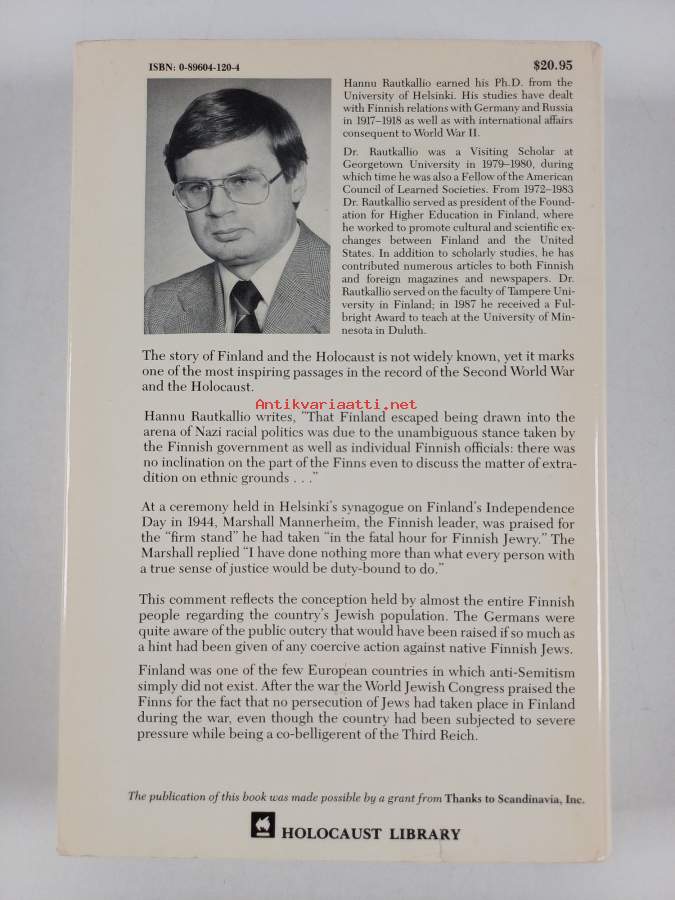 ISBN: 0-89604-120-4
$20.95
Hannu Rautkallio earned his Ph.D. from the
University of Helsinki. His studies have dealt
with Finnish relations with Germany and Russia
in 1917–1918 as well as with international affairs
consequent to World War II.
Dr. Rautkallio was a Visiting Scholar at
Georgetown University in 1979–1980, during
which time he was also a Fellow of the American
Council of Learned Societies. From 1972–1983
Dr. Rautkallio served as president of the Found-
ation for Higher Education in Finland, where
he worked to promote cultural and scientific ex-
changes between Finland and the United
States. In addition to scholarly studies, he has
contributed numerous articles to both Finnish
and foreign magazines and newspapers. Dr.
Rautkallio served on the faculty of Tampere Uni-
versity in Finland; in 1987 he received a Ful-
bright Award to teach at the University of Min-
nesota in Duluth.
The story of Finland and the Holocaust is not widely known, yet it marks
one of the most inspiring passages in the record of the Second World War
and the Holocaust.
Antikvariaatti.net
Hannu Rautkallio writes, "That Finland escaped being drawn into the
arena of Nazi racial politics was due to the unambiguous stance taken by
the Finnish government as well as individual Finnish officials: there was
no inclination on the part of the Finns even to discuss the matter of extra-
dition on ethnic grounds . . ."
At a ceremony held in Helsinki's synagogue on Finland's Independence
Day in 1944, Marshall Mannerheim, the Finnish leader, was praised for
the "firm stand" he had taken "in the fatal hour for Finnish Jewry." The
Marshall replied "I have done nothing more than what every person with
a true sense of justice would be duty-bound to do."
This comment reflects the conception held by almost the entire Finnish
people regarding the country's Jewish population. The Germans were
quite aware of the public outcry that would have been raised if so much as
a hint had been given of any coercive action against native Finnish Jews.
Finland was one of the few European countries in which anti-Semitism
simply did not exist. After the war the World Jewish Congress praised the
Finns for the fact that no persecution of Jews had taken place in Finland
during the war, even though the country had been subjected to severe
pressure while being a co-belligerent of the Third Reich.
The publication of this book was made possible by a grant from Thanks to Scandinavia, Inc.
HOLOCAUST LIBRARY